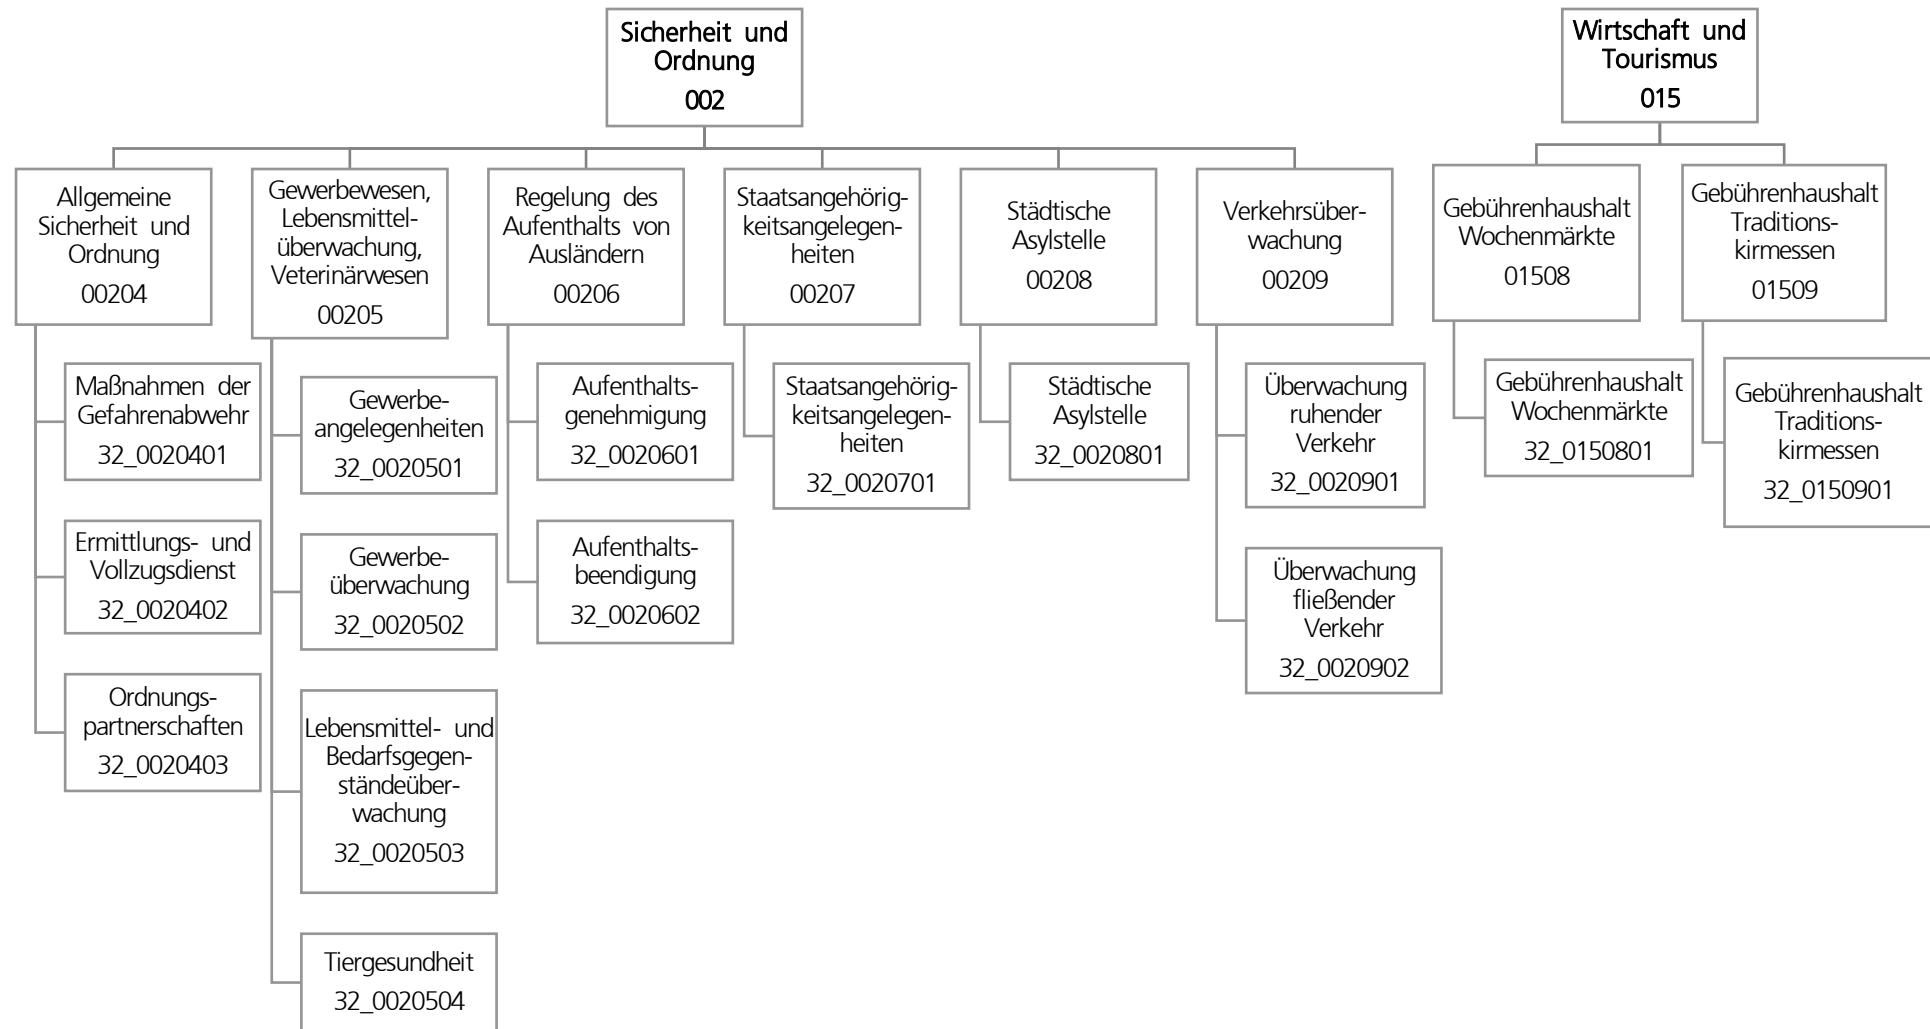 Sicherheit und
Ordnung
002
Wirtschaft und
Tourismus
015
Allgemeine
Sicherheit und
Ordnung
00204
Gewerbewesen,
Lebensmittel-
überwachung,
Veterinärwesen
00205
Regelung des
Aufenthalts von
Ausländern
00206
Staatsangehörig-
keitsangelegen-
heiten
00207
Städtische
Asylstelle
00208
Verkehrsüber-
wachung
00209
Gebührenhaushalt
Wochenmärkte
01508
Gebührenhaushalt
Traditions-
kirmessen
01509
Maßnahmen der
Gefahrenabwehr
32_0020401
Ermittlungs- und
Vollzugsdienst
32_0020402
Ordnungs-
partnerschaften
32_0020403
Gewerbe-
angelegenheiten
32_0020501
Gewerbe-
überwachung
32_0020502
Lebensmittel- und
Bedarfsgegen-
ständeüber-
wachung
32_0020503
Tiergesundheit
32_0020504
Aufenthalts-
genehmigung
32_0020601
Aufenthalts-
beendigung
32_0020602
Staatsangehörig-
keitsangelegen-
heiten
32_0020701
Städtische
Asylstelle
32_0020801
Überwachung
ruhender
Verkehr
32_0020901
Überwachung
fließender
Verkehr
32_0020902
Gebührenhaushalt
Wochenmärkte
32_0150801
Gebührenhaushalt
Traditions-
kirmessen
32_0150901